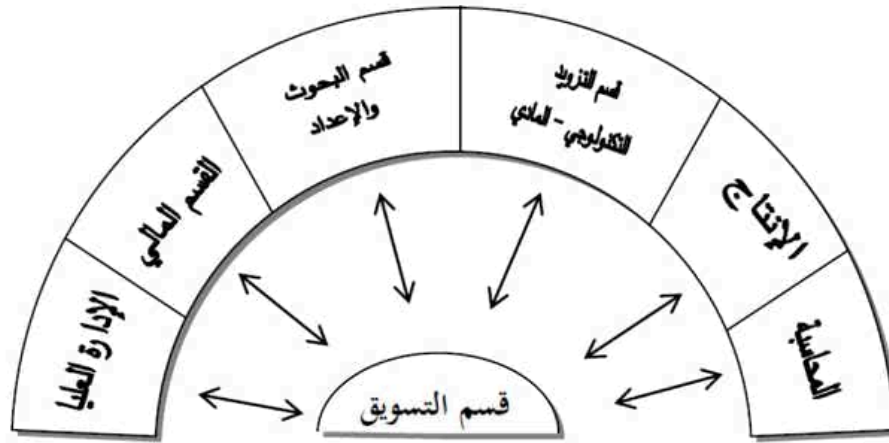 قسم البحوث
والإعداد
قسم التزويد
التكنولوجي - المادي
القسم المالي
الإنتاج
الإدارة العليا
المحاسبة
قسم التسويق